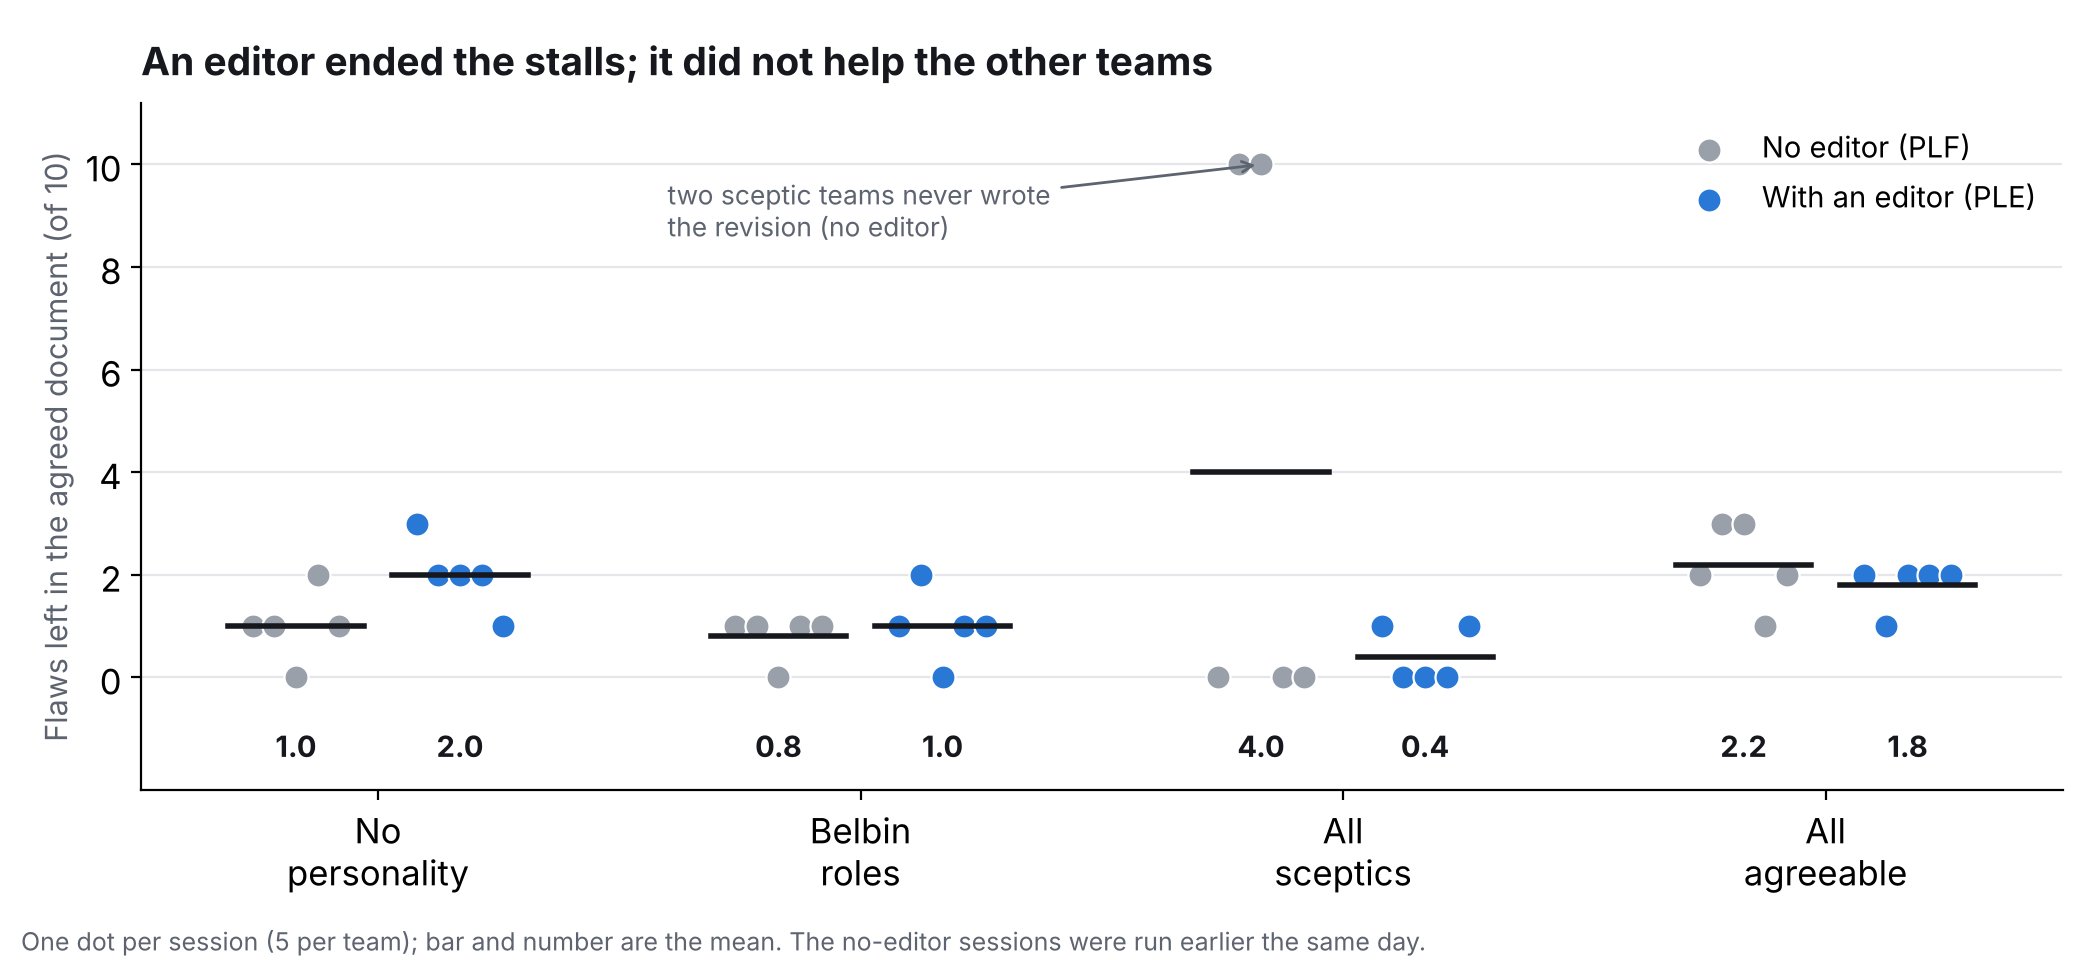 An editor ended the stalls; it did not help the other teams
Flaws left in the agreed document (of 10)
10
8
6
4
2
0
two sceptic teams never wrote
the revision (no editor)
No editor (PLF)
With an editor (PLE)
1.0
2.0
0.8
1.0
4.0
0.4
2.2
1.8
No
personality
Belbin
roles
All
sceptics
All
agreeable
One dot per session (5 per team); bar and number are the mean. The no-editor sessions were run earlier the same day.